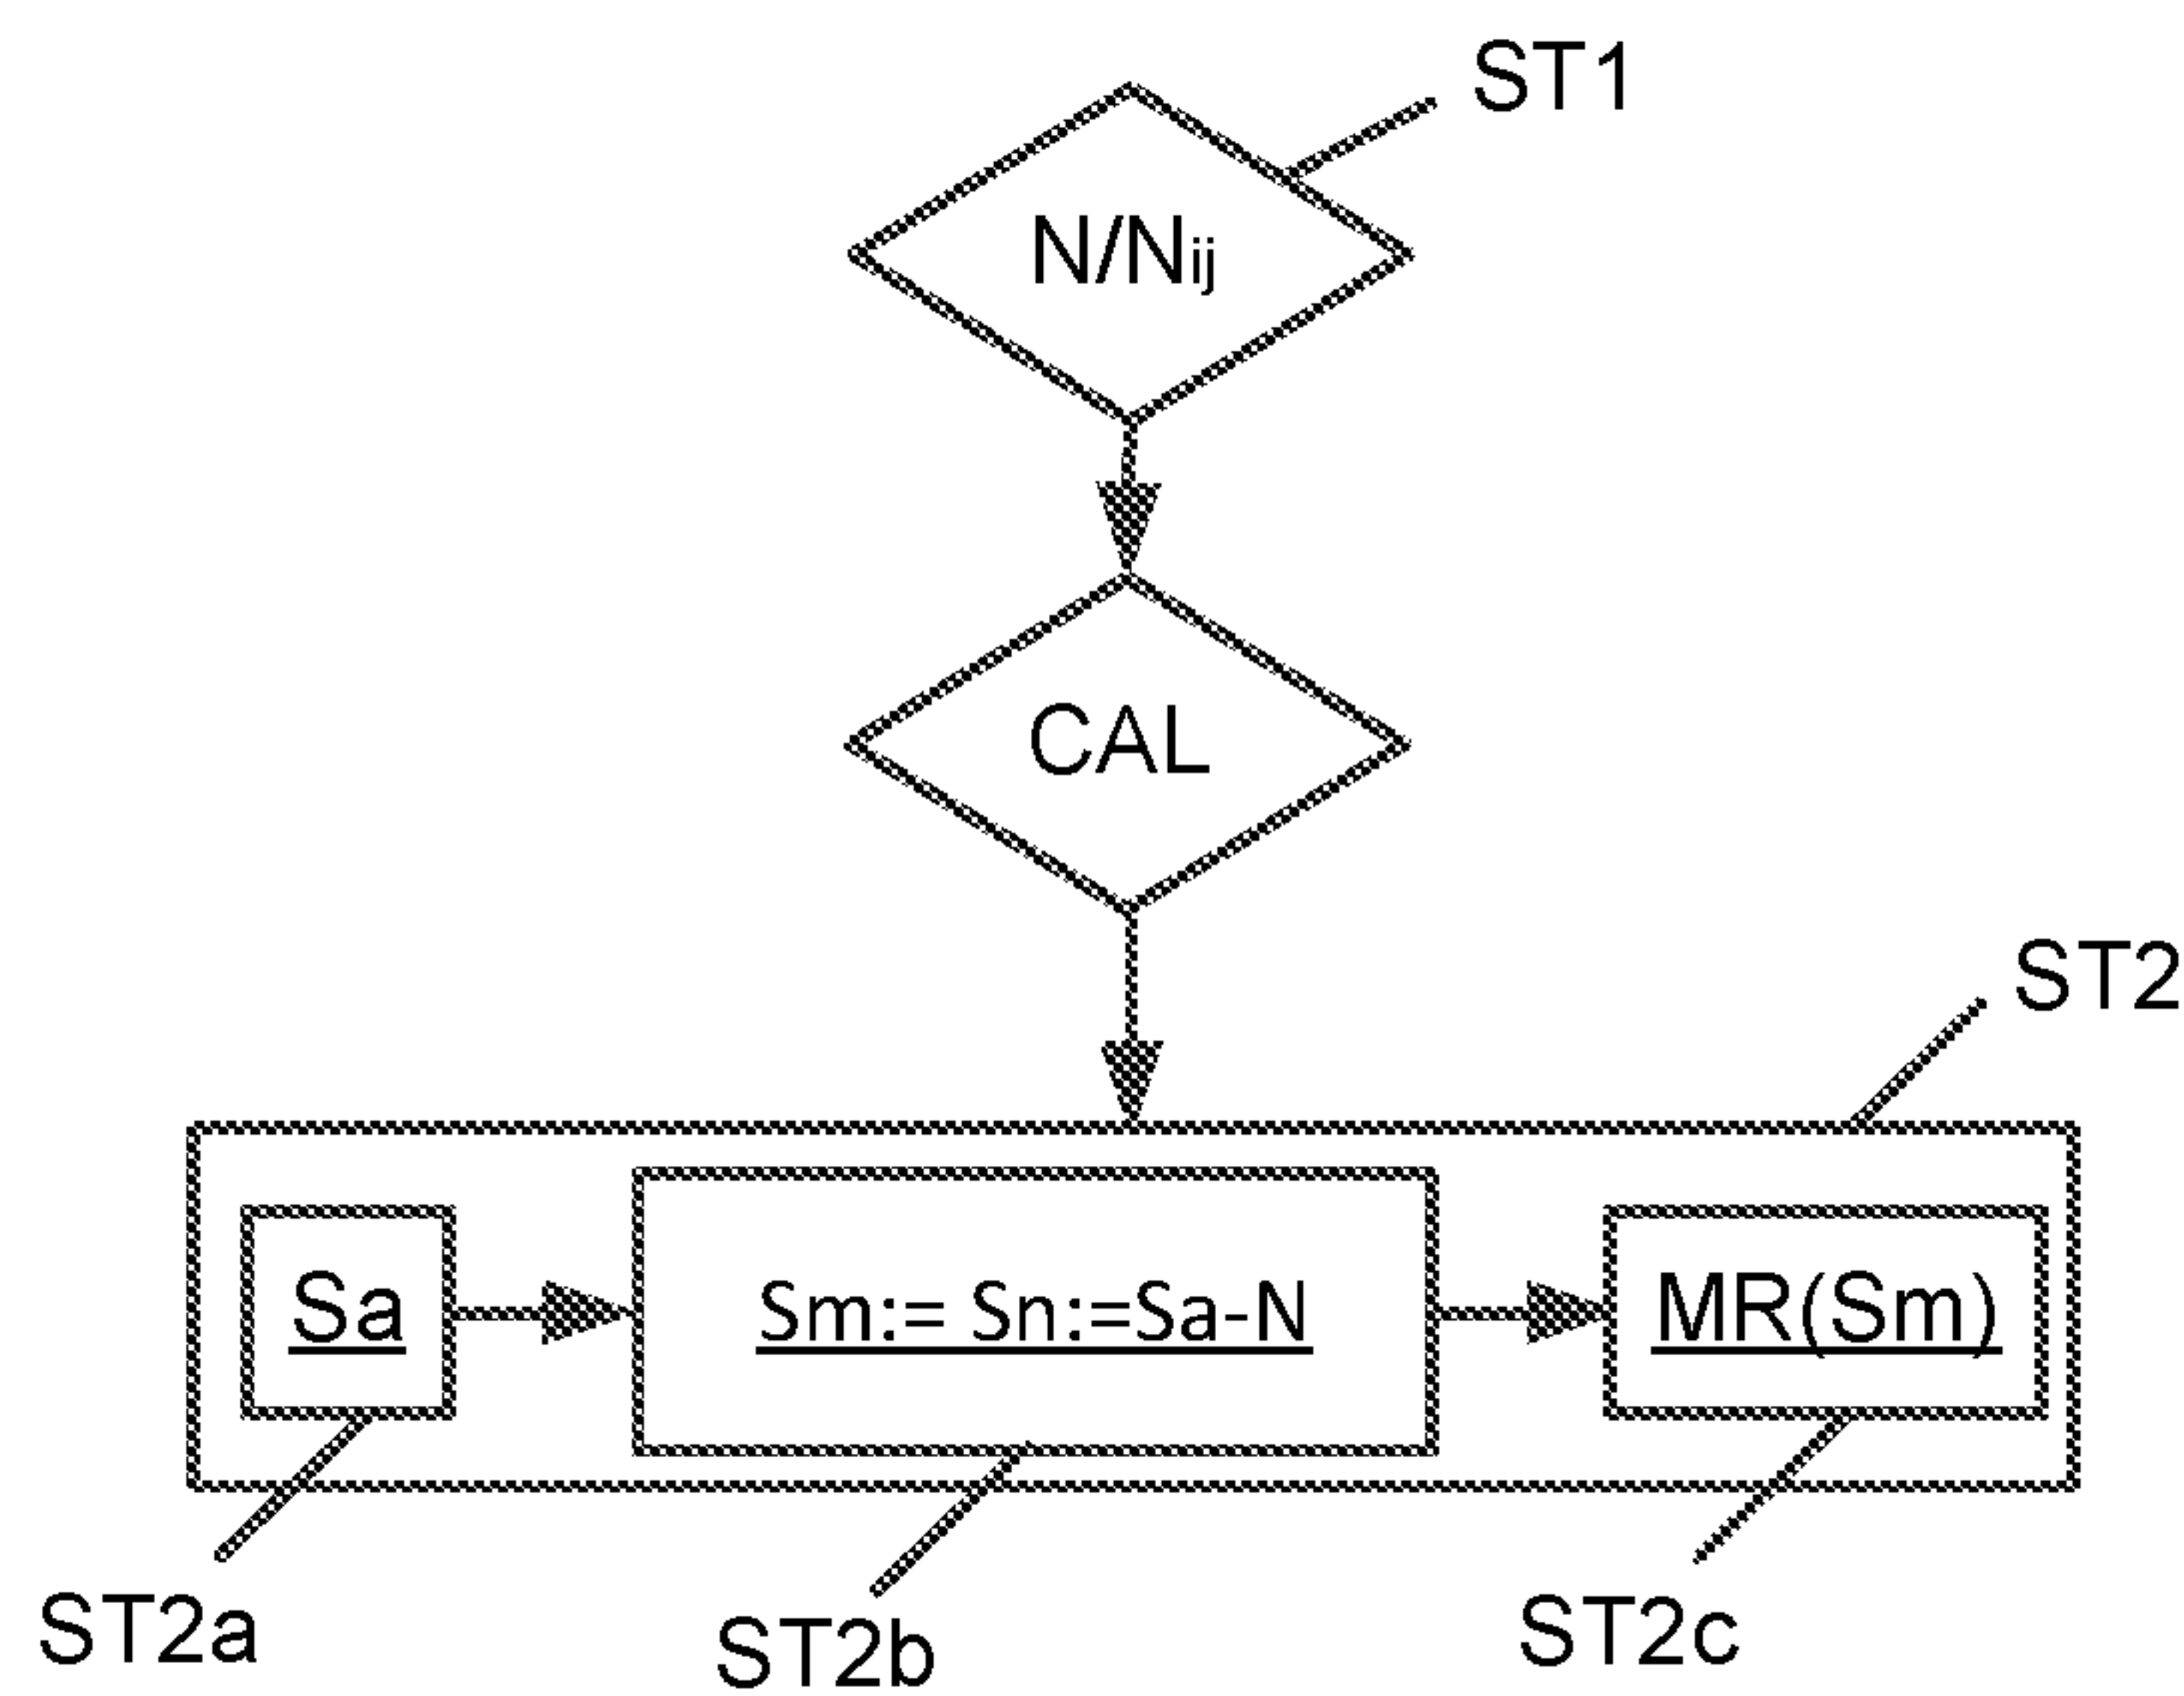 ST1
N/Nij
CAL
ST2
Sa
Sm:= Sn:=Sa-N
MR(Sm)
ST2a
ST2b
ST2c